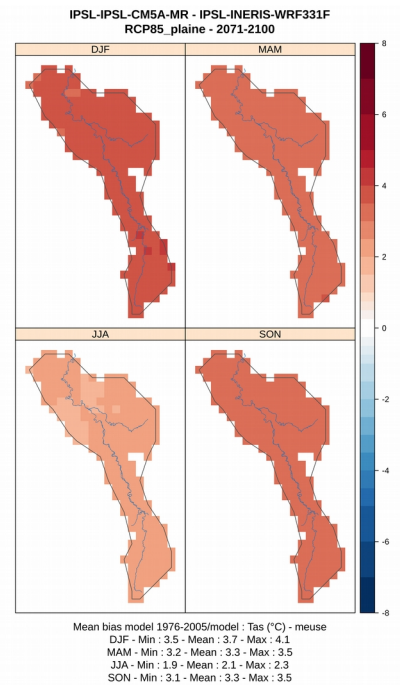 IPSL-IPSL-CM5A-MR - IPSL-INERIS-WRF331F
RCP85_plaine - 2071-2100
DJF
MAM
JJA
SON
8
6
4
2
0
-2
-4
-6
-8
Mean bias model 1976-2005/model : Tas (°C) - meuse
DJF - Min : 3.5 - Mean : 3.7 - Max : 4.1
MAM - Min : 3.2 - Mean : 3.3 - Max : 3.5
JJA - Min : 1.9 - Mean : 2.1 - Max : 2.3
SON - Min : 3.1 - Mean : 3.3 - Max : 3.5